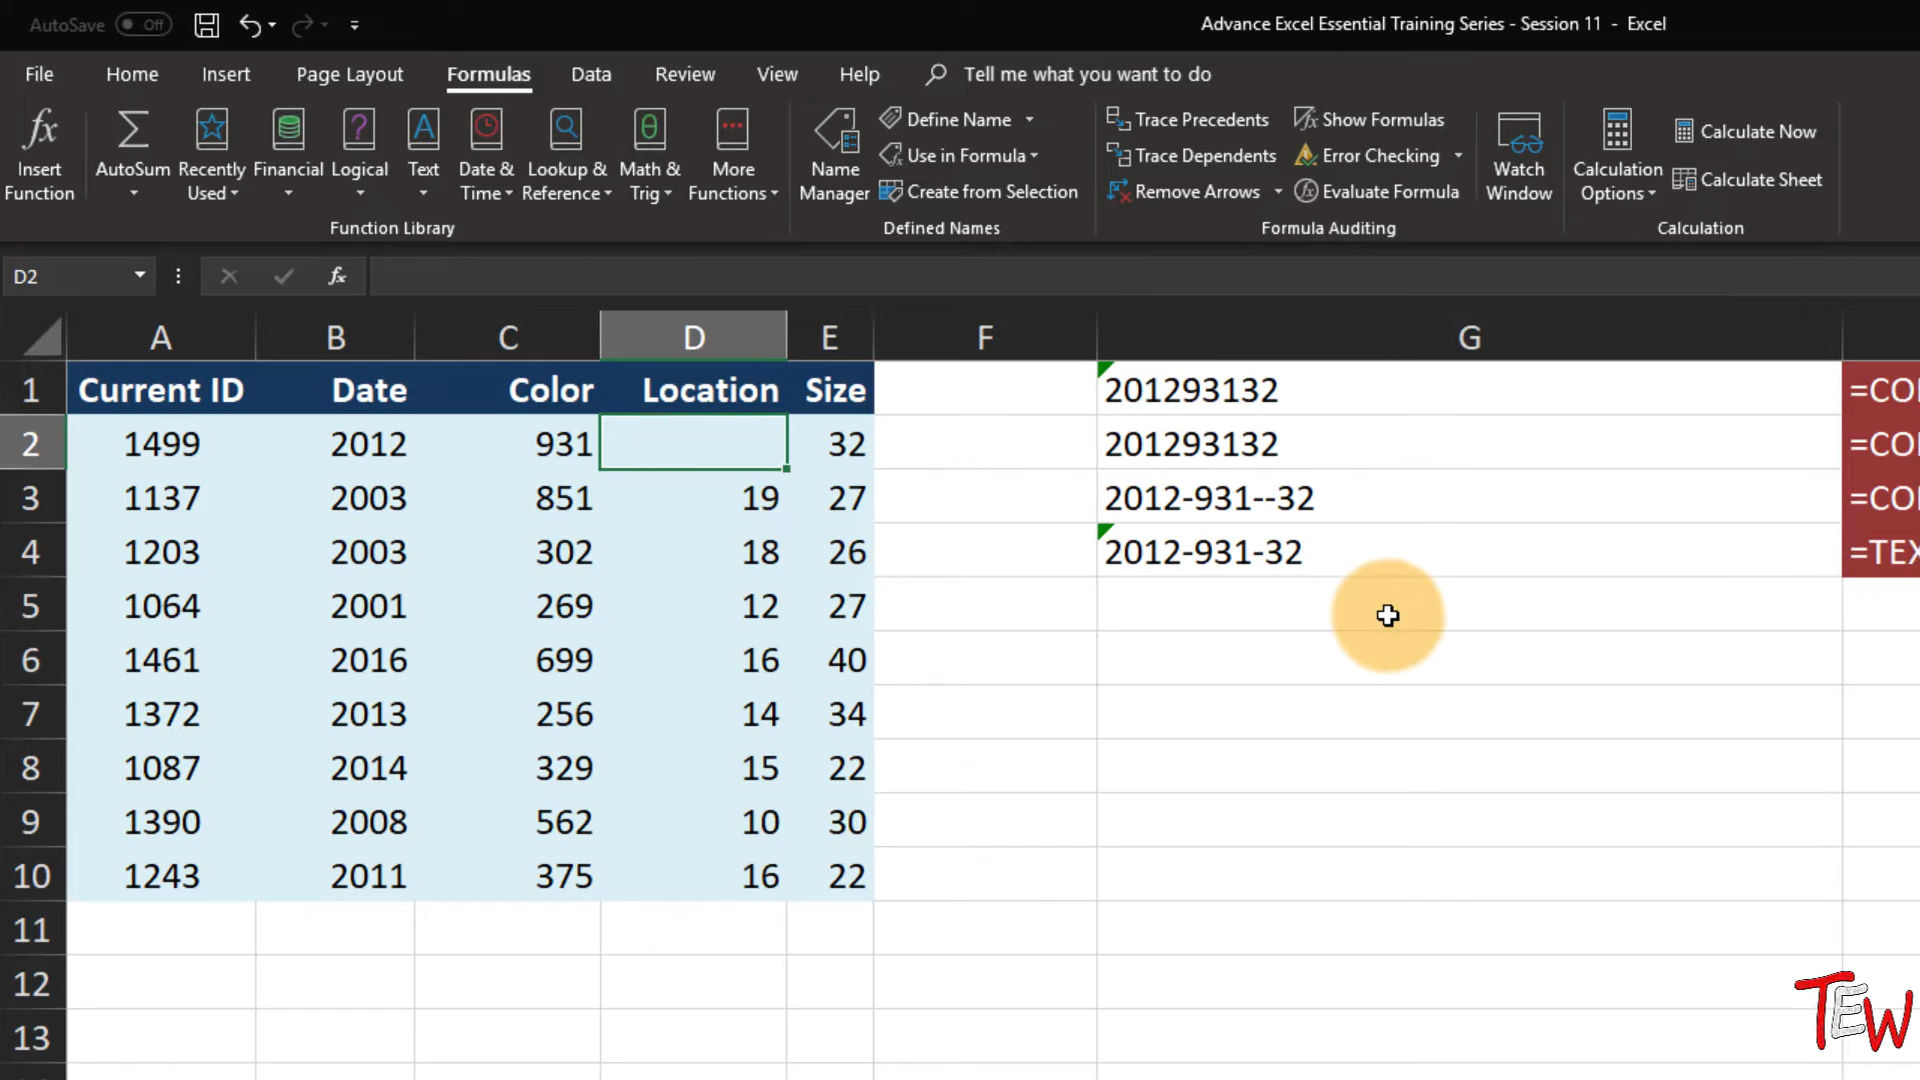 AutoSave Off
Advance Excel Essential Training Series - Session 11 - Excel
File Home Insert Page Layout Formulas Data Review View Help Tell me what you want to do
Insert Function
AutoSum
Recently Used
Financial
Logical
Text
Date & Time
Lookup & Reference
Math & Trig
More Functions
Function Library
Name Manager
Define Name
Use in Formula
Create from Selection
Defined Names
Trace Precedents
Trace Dependents
Remove Arrows
Show Formulas
Error Checking
Evaluate Formula
Formula Auditing
Watch Window
Calculation Options
Calculate Now
Calculate Sheet
Calculation
D2
fx
A B C D E F G
1 Current ID Date Color Location Size 201293132 =CO
2 1499 2012 931 32 201293132 =CO
3 1137 2003 851 19 27 2012-931--32 =CO
4 1203 2003 302 18 26 2012-931-32 =TEX
5 1064 2001 269 12 27
6 1461 2016 699 16 40
7 1372 2013 256 14 34
8 1087 2014 329 15 22
9 1390 2008 562 10 30
10 1243 2011 375 16 22
11
12
13
TEW